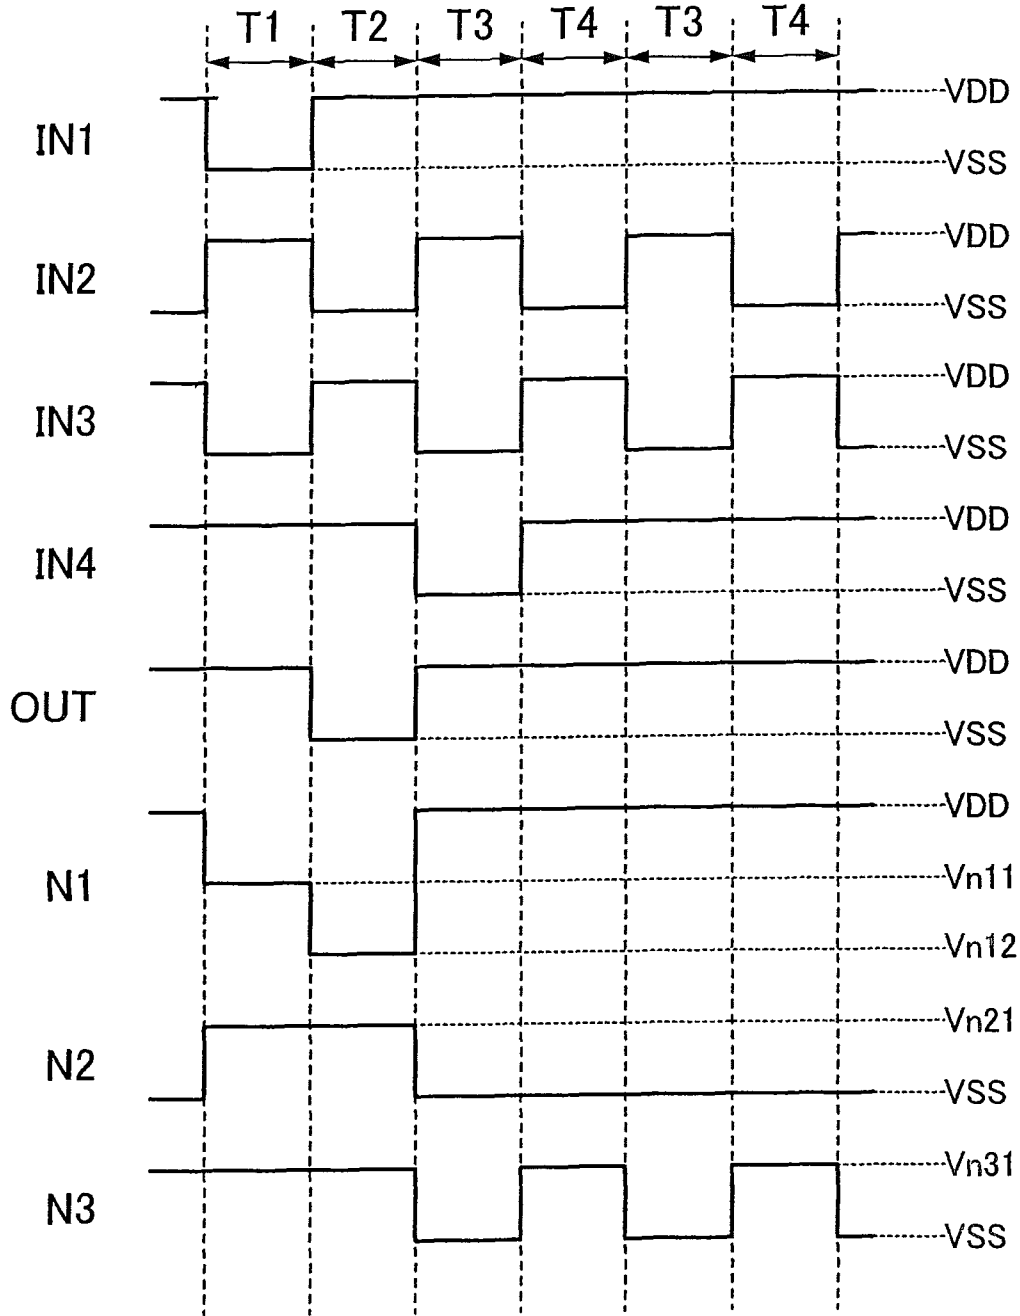 T1 T2 T3 T4 T3 T4
VDD
IN1
VSS
VDD
IN2
VSS
VDD
IN3
VSS
VDD
IN4
VSS
VDD
OUT
VSS
VDD
N1
Vn11
Vn12
Vn21
N2
VSS
Vn31
N3
VSS